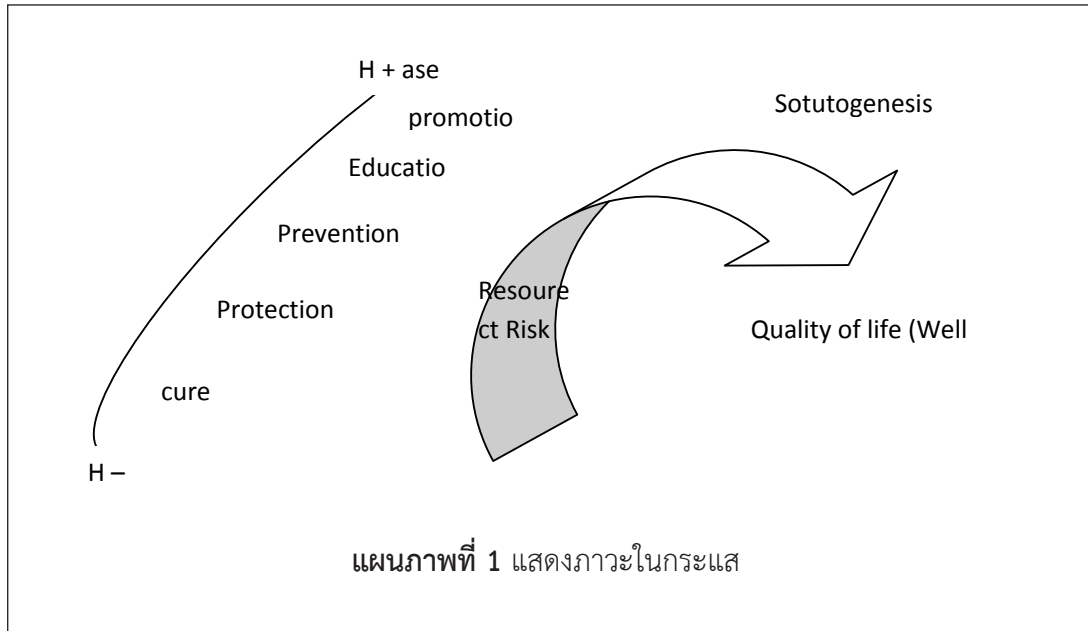 H + ase
promotio
Educatio
Prevention
Protection
cure
H –
Resoure
ct Risk
Sotutogenesis
Quality of life (Well
แผนภาพที่ 1 แสดงภาวะในกระแส